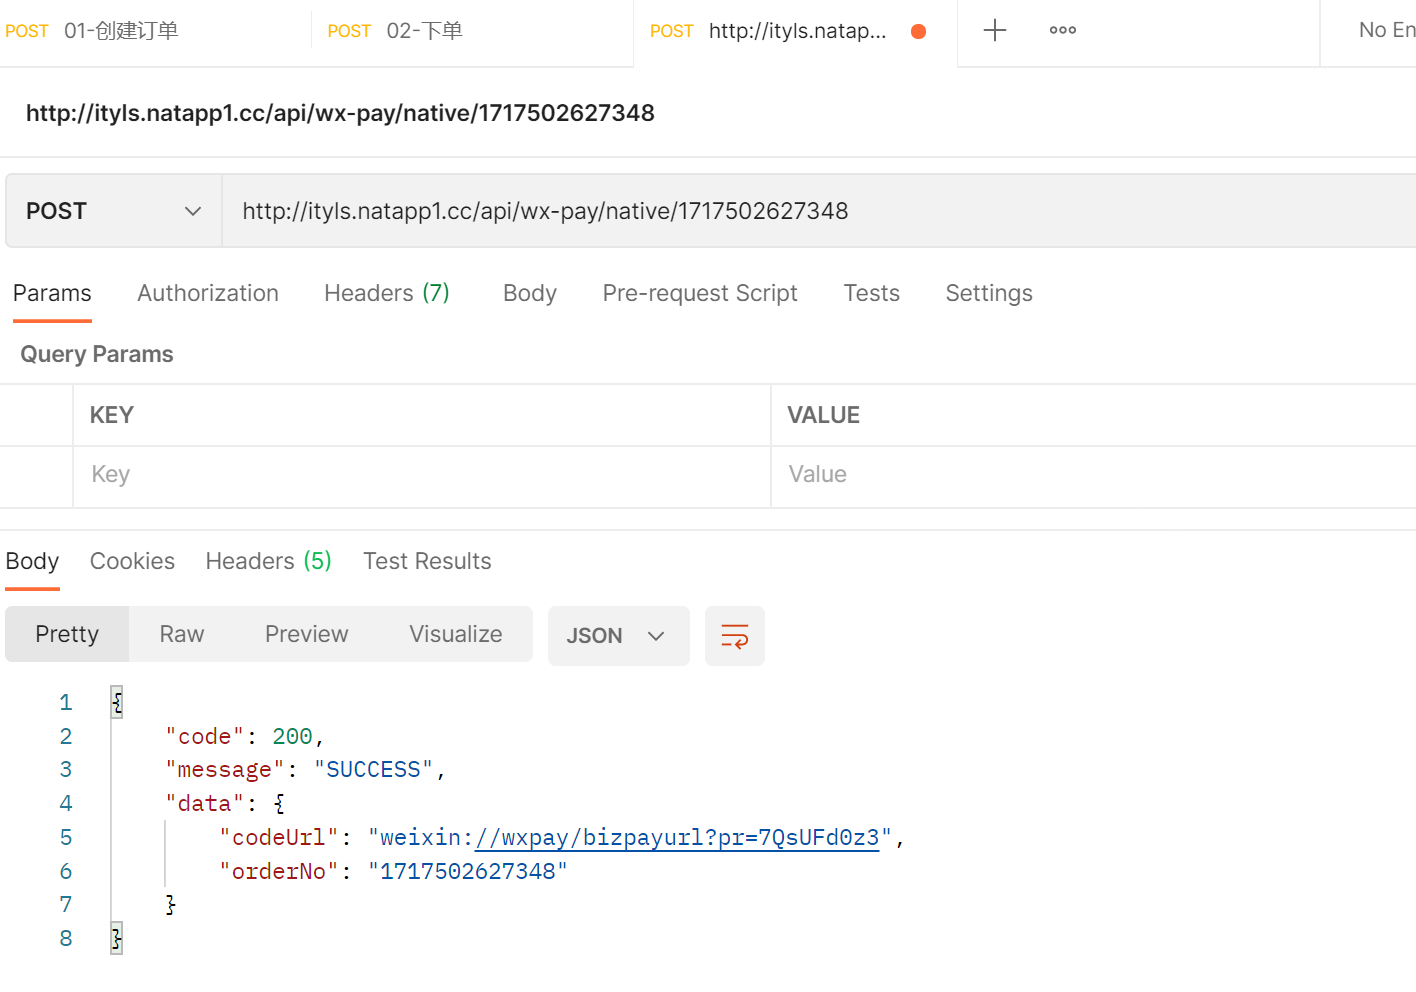 POST 01-创建订单 POST 02-下单 POST http://ityls.natap... No En
http://ityls.natapp1.cc/api/wx-pay/native/1717502627348
POST http://ityls.natapp1.cc/api/wx-pay/native/1717502627348
Params Authorization Headers (7) Body Pre-request Script Tests Settings
Query Params
KEY VALUE
Key Value
Body Cookies Headers (5) Test Results
Pretty Raw Preview Visualize JSON
1 {
2 "code": 200,
3 "message": "SUCCESS",
4 "data": {
5 "codeUrl": "weixin://wxpay/bizpayurl?pr=7QsUFd0z3",
6 "orderNo": "1717502627348"
7 }
8 }